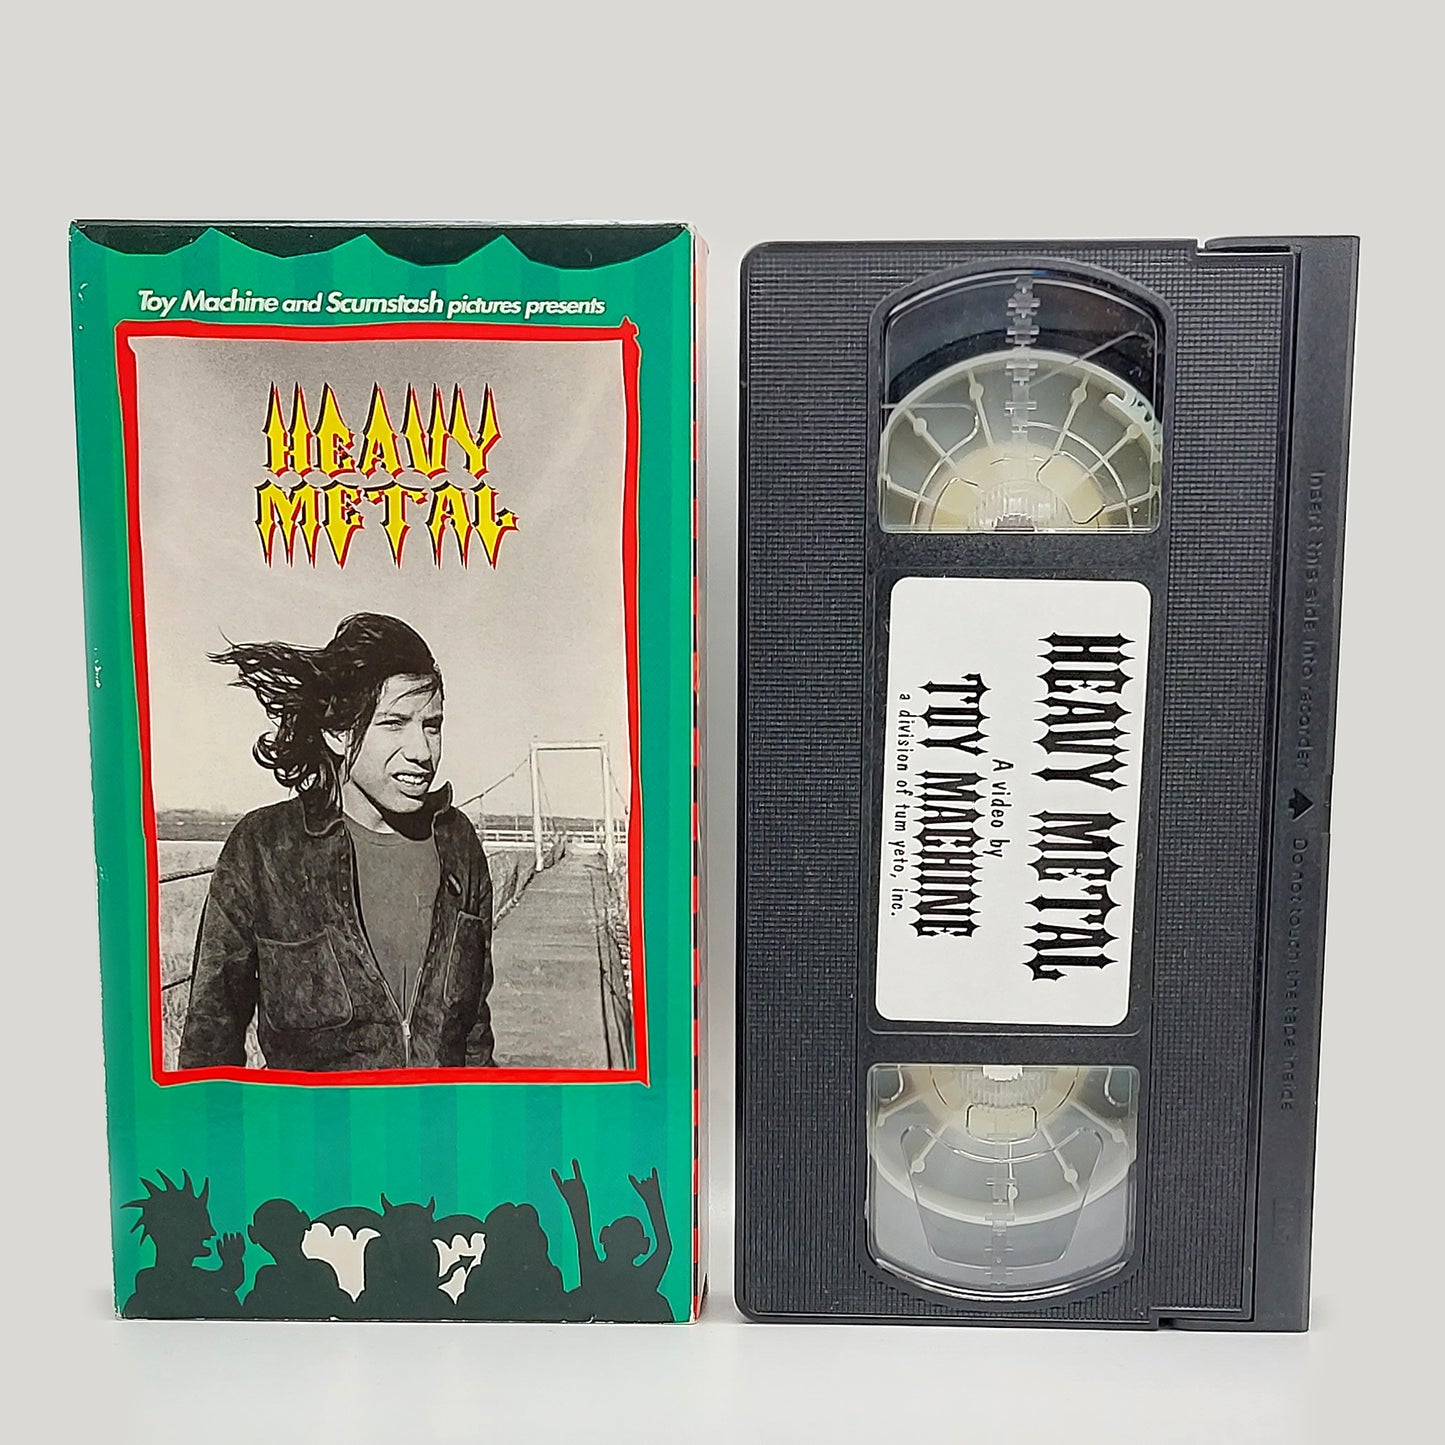 Toy Machine and Scumstash pictures presents
HEAVY
METAL
HEAVY METAL
A video by
TOY MACHINE
a division of tum yeto, inc.
Insert this side into recorder
Do not touch the tape inside